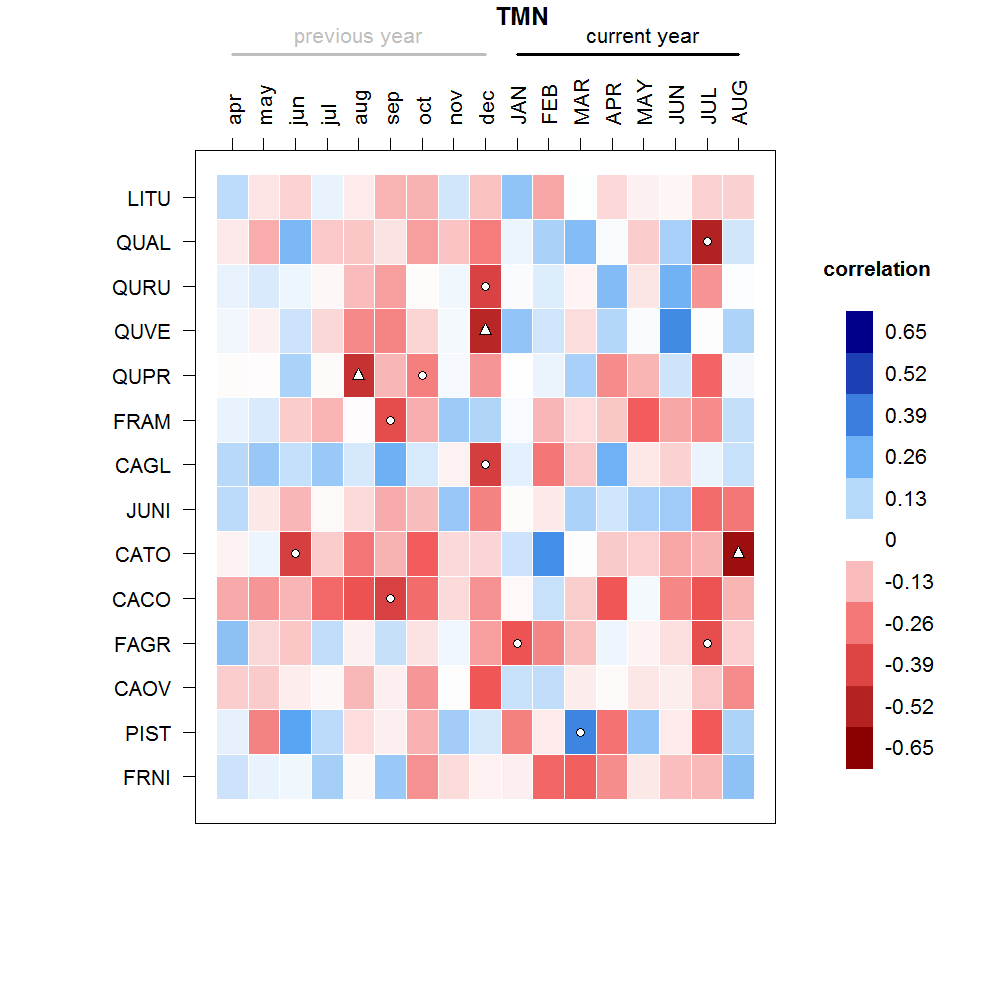 TMN
previous year current year
apr may jun jul aug sep oct nov dec JAN FEB MAR APR MAY JUN JUL AUG
LITU
QUAL
QURU
QUVE
QUPR
FRAM
CAGL
JUNI
CATO
CACO
FAGR
CAOV
PIST
FRNI
correlation
0.65
0.52
0.39
0.26
0.13
0
-0.13
-0.26
-0.39
-0.52
-0.65